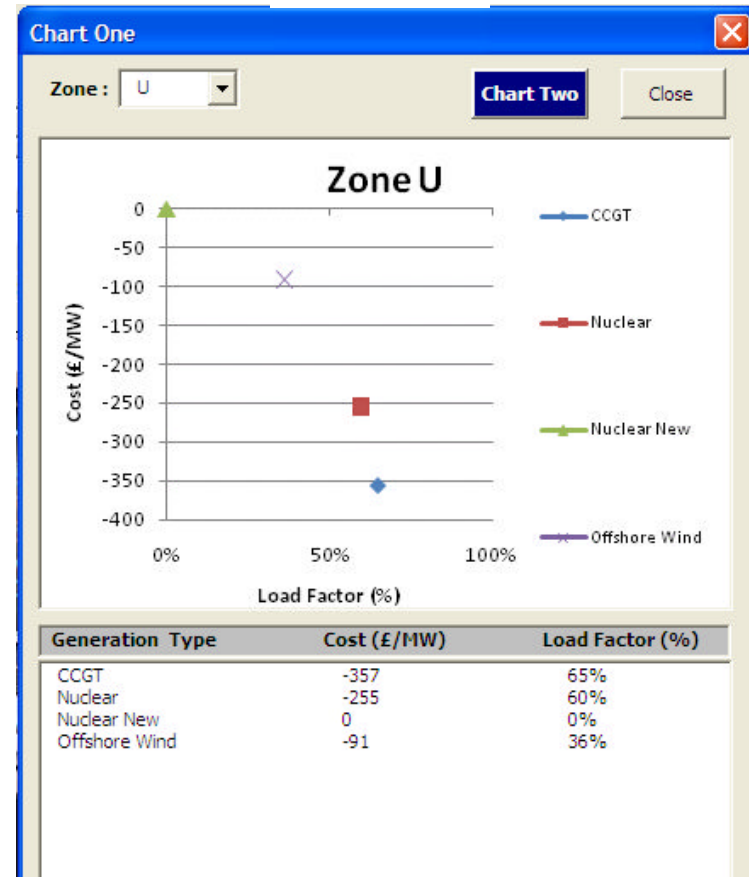 Chart One
Zone : U
Chart Two
Close
Zone U
0
-50
-100
-150
-200
-250
-300
-350
-400
Cost (£/MW)
0% 50% 100%
Load Factor (%)
CCGT
Nuclear
Nuclear New
Offshore Wind
Generation Type Cost (£/MW) Load Factor (%)
CCGT -357 65%
Nuclear -255 60%
Nuclear New 0 0%
Offshore Wind -91 36%